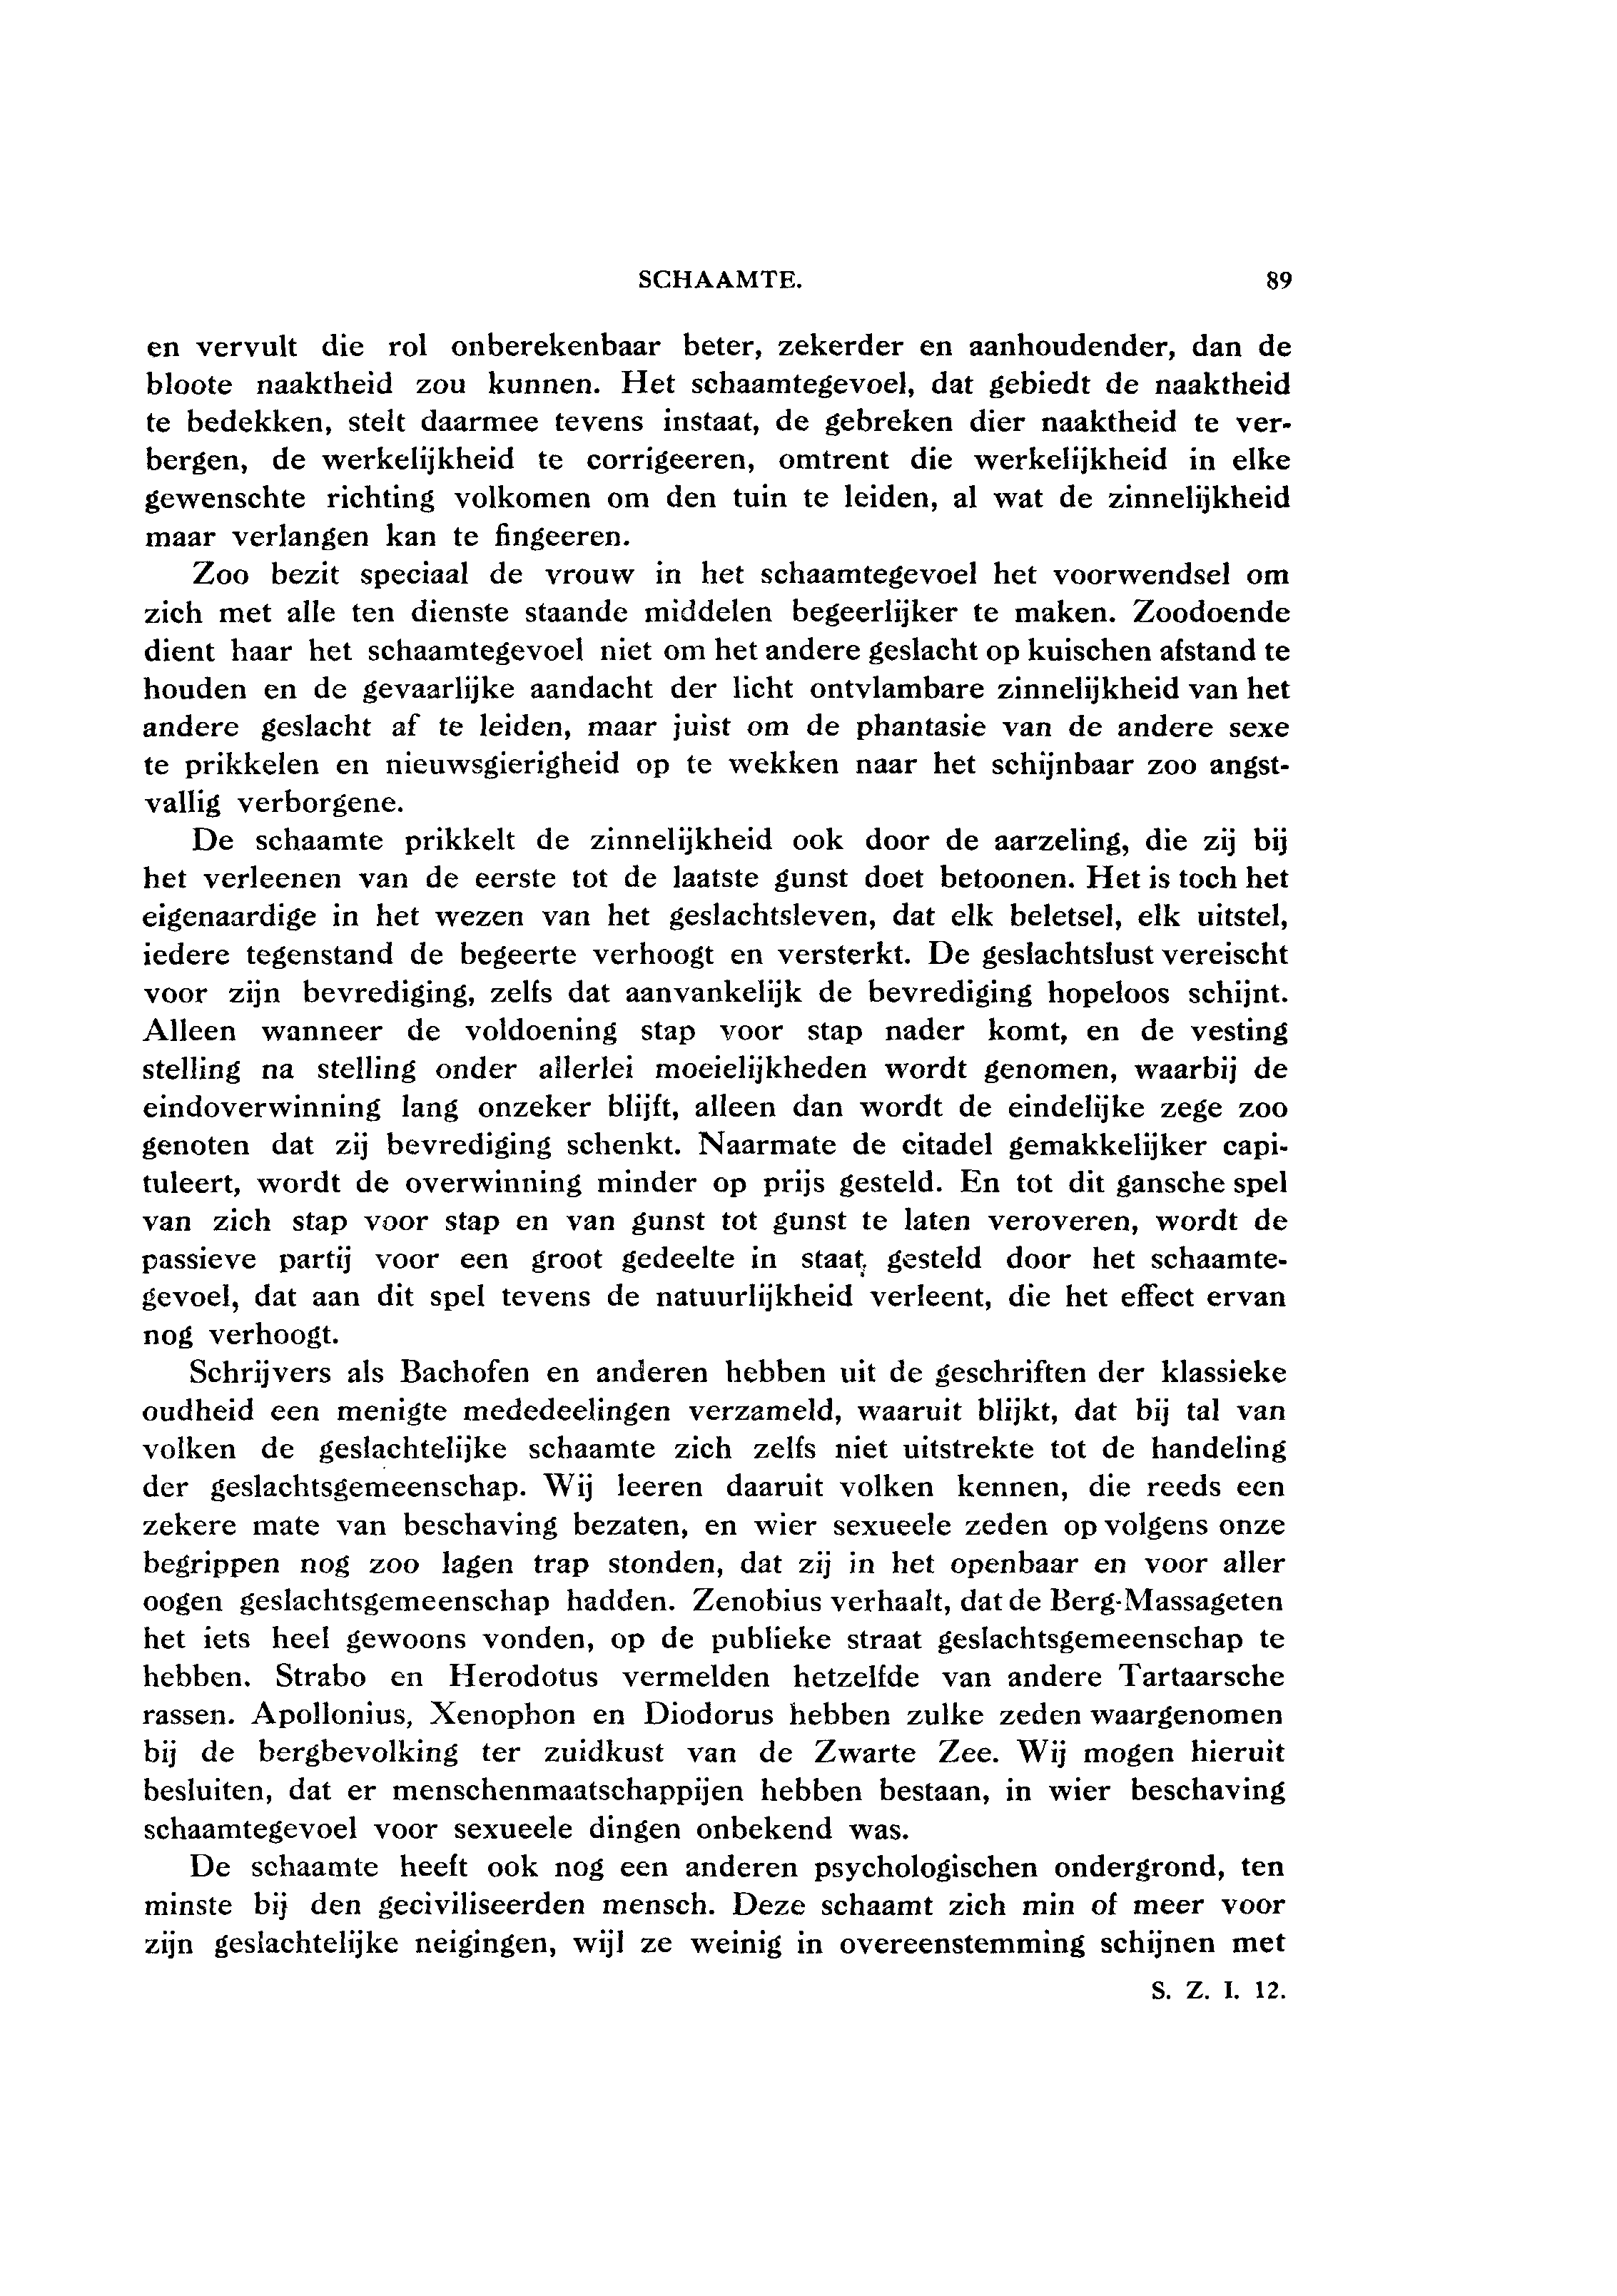 SCHAAMTE. 89
en vervult die rol onberekenbaar beter, zekerder en aanhoudender, dan de
bloote naaktheid zou kunnen. Het schaamtegevoel, dat gebiedt de naaktheid
te bedekken, stelt daarmee tevens instaat, de gebreken dier naaktheid te ver-
bergen, de werkelijkheid te corrigeeren, omtrent die werkelijkheid in elke
gewenschte richting volkomen om den tuin te leiden, al wat de zinnelijkheid
maar verlangen kan te fingeeren.
Zoo bezit speciaal de vrouw in het schaamtegevoel het voorwendsel om
zich met alle ten dienste staande middelen begeerlijker te maken. Zoodoende
dient haar het schaamtegevoel niet om het andere geslacht op kuischen afstand te
houden en de gevaarlijke aandacht der licht ontvlambare zinnelijkheid van het
andere geslacht af te leiden, maar juist om de phantasie van de andere sexe
te prikkelen en nieuwsgierigheid op te wekken naar het schijnbaar zoo angst-
vallig verborgene.
De schaamte prikkelt de zinnelijkheid ook door de aarzeling, die zij bij
het verleenen van de eerste tot de laatste gunst doet betoonen. Het is toch het
eigenaardige in het wezen van het geslachtsleven, dat elk beletsel, elk uitstel,
iedere tegenstand de begeerte verhoogt en versterkt. De geslachtslust vereischt
voor zijn bevrediging, zelfs dat aanvankelijk de bevrediging hopeloos schijnt.
Alleen wanneer de voldoening stap voor stap nader komt, en de vesting
stelling na stelling onder allerlei moeielijkheden wordt genomen, waarbij de
eindoverwinning lang onzeker blijft, alleen dan wordt de eindelijke zege zoo
genoten dat zij bevrediging schenkt. Naarmate de citadel gemakkelijker capi-
tuleert, wordt de overwinning minder op prijs gesteld. En tot dit gansche spel
van zich stap voor stap en van gunst tot gunst te laten veroveren, wordt de
passieve partij voor een groot gedeelte in staat gesteld door het schaamte-
gevoel, dat aan dit spel tevens de natuurlijkheid verleent, die het effect ervan
nog verhoogt.
Schrijvers als Bachofen en anderen hebben uit de geschriften der klassieke
oudheid een menigte mededeelingen verzameld, waaruit blijkt, dat bij tal van
volken de geslachtelijke schaamte zich zelfs niet uitstrekte tot de handeling
der geslachtsgemeenschap. Wij leeren daaruit volken kennen, die reeds een
zekere mate van beschaving bezaten, en wier sexueele zeden op volgens onze
begrippen nog zoo lagen trap stonden, dat zij in het openbaar en voor aller
oogen geslachtsgemeenschap hadden. Zenobius verhaalt, dat de Berg-Massageten
het iets heel gewoons vonden, op de publieke straat geslachtsgemeenschap te
hebben. Strabo en Herodotus vermelden hetzelfde van andere Tartaarsche
rassen. Apollonius, Xenophon en Diodorus hebben zulke zeden waargenomen
bij de bergbevolking ter zuidkust van de Zwarte Zee. Wij mogen hieruit
besluiten, dat er menschenmaatschappijen hebben bestaan, in wier beschaving
schaamtegevoel voor sexueele dingen onbekend was.
De schaamte heeft ook nog een anderen psychologischen ondergrond, ten
minste bij den geciviliseerden mensch. Deze schaamt zich min of meer voor
zijn geslachtelijke neigingen, wijl ze weinig in overeenstemming schijnen met
S. Z. I. 12.